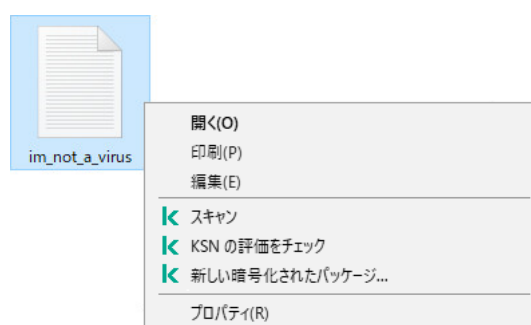 im_not_a_virus
開く(O)
印刷(P)
編集(E)
スキャン
KSN の評価をチェック
新しい暗号化されたパッケージ...
プロパティ(R)